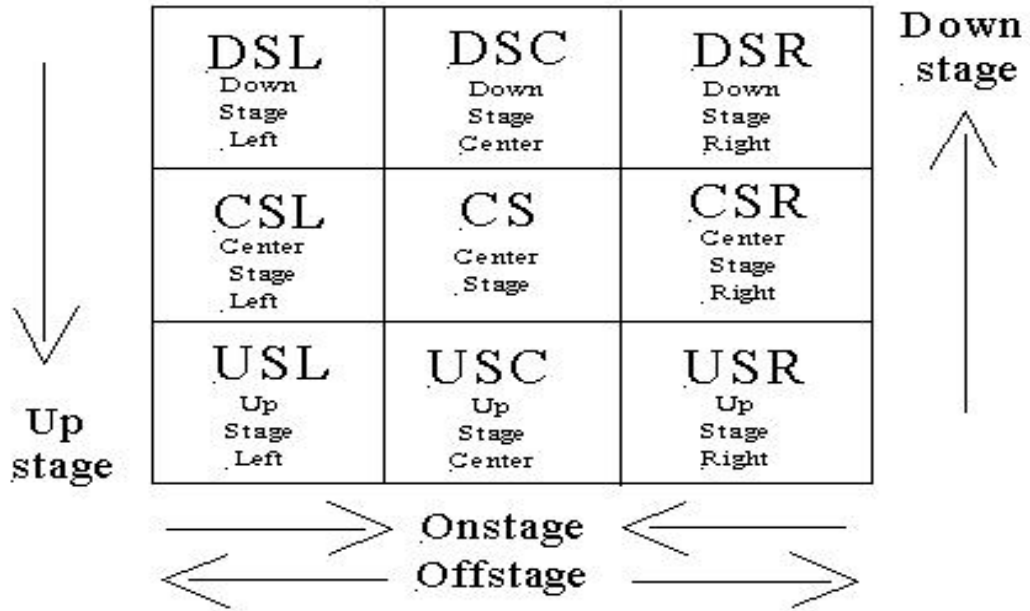 DSL
Down
Stage
Left
DSC
Down
Stage
Center
DSR
Down
Stage
Right
Down
stage
CSL
Center
Stage
Left
CS
Center
Stage
CSR
Center
Stage
Right
USL
Up
Stage
Left
USC
Up
Stage
Center
USR
Up
Stage
Right
Up
stage
Onstage
Offstage